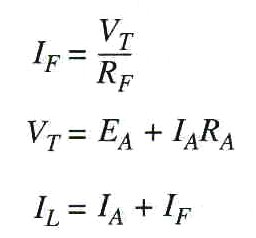 I_F = V_T / R_F
V_T = E_A + I_A R_A
I_L = I_A + I_F